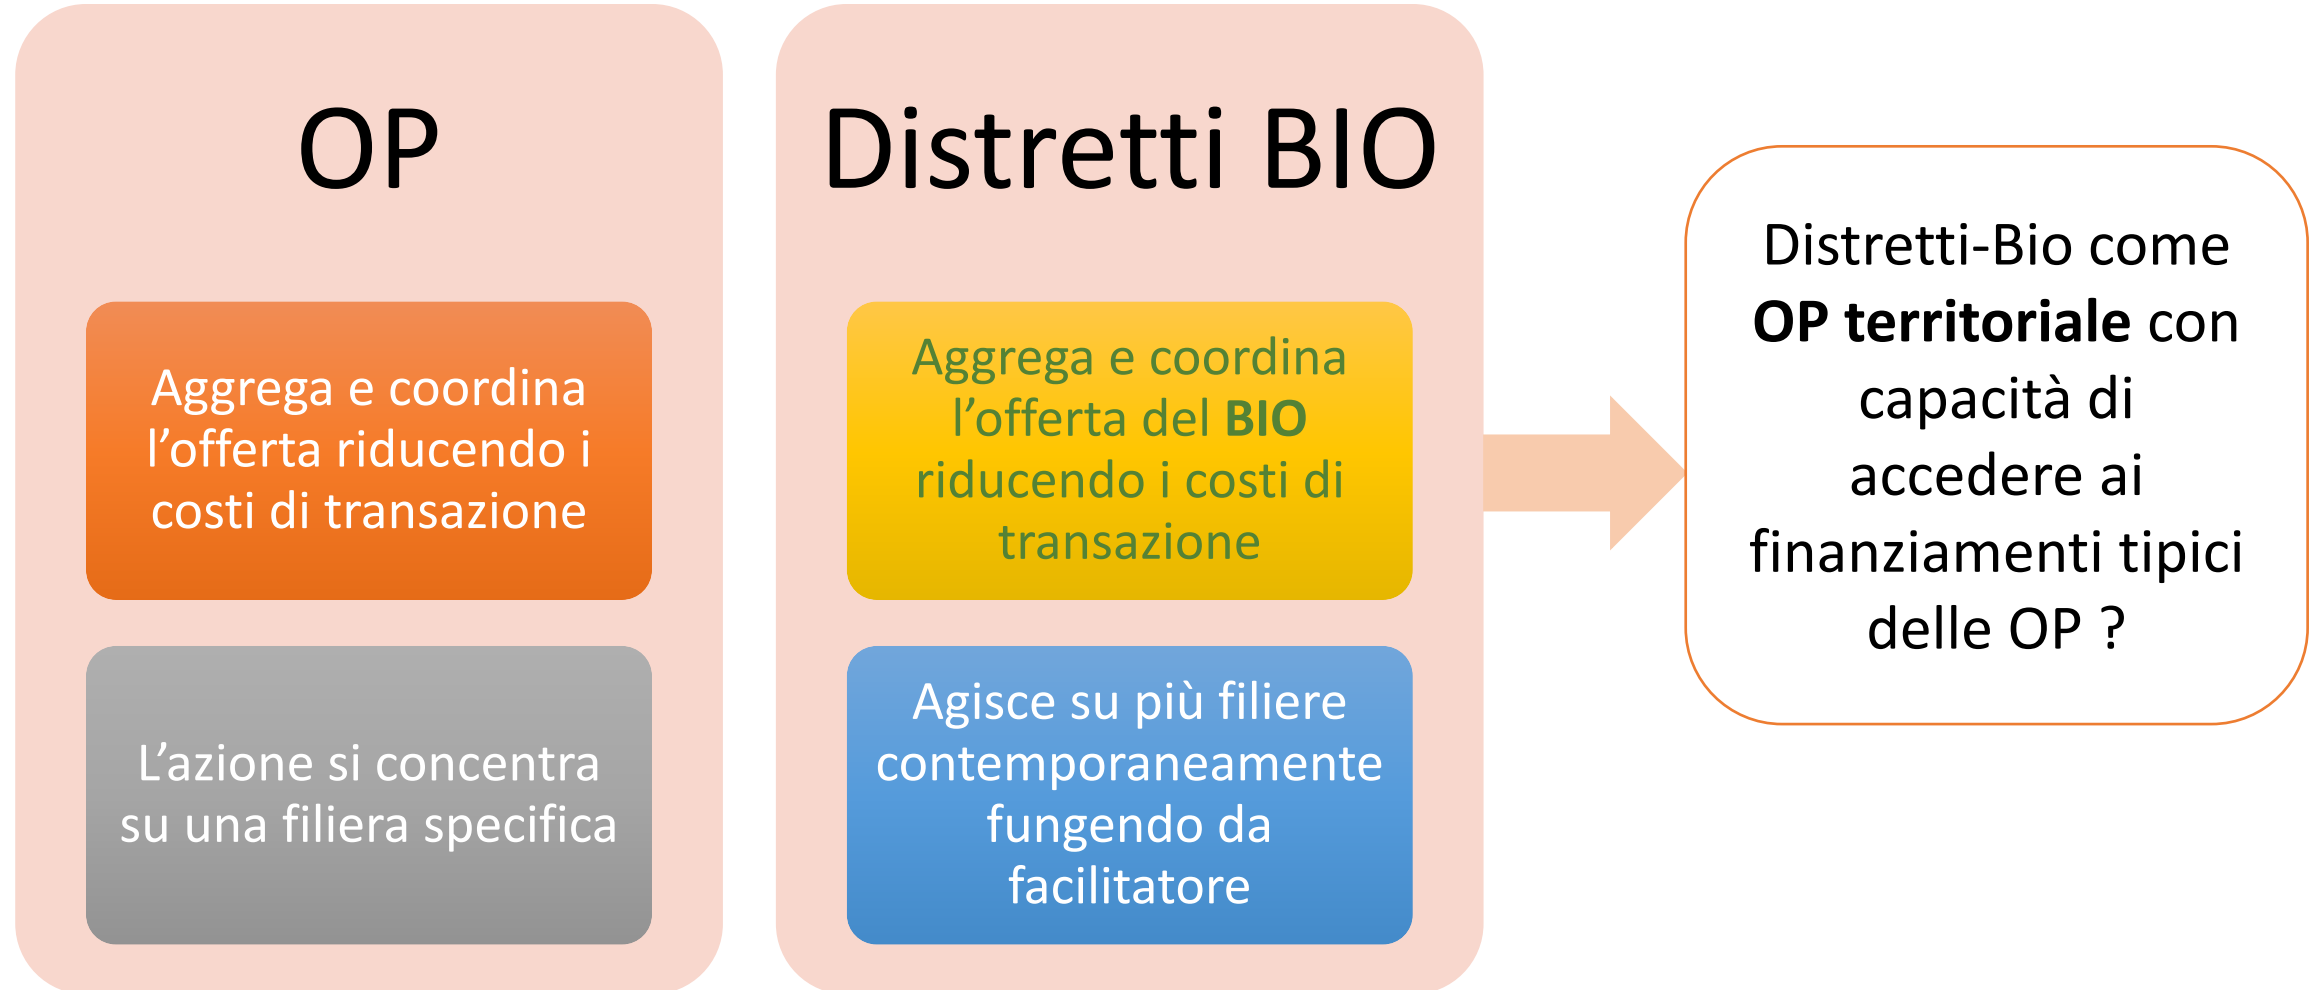 OP
Aggrega e coordina
l’offerta riducendo i
costi di transazione
L’azione si concentra
su una filiera specifica
Distretti BIO
Aggrega e coordina
l’offerta del BIO
riducendo i costi di
transazione
Agisce su più filiere
contemporaneamente
fungendo da
facilitatore
Distretti-Bio come
OP territoriale con
capacità di
accedere ai
finanziamenti tipici
delle OP ?